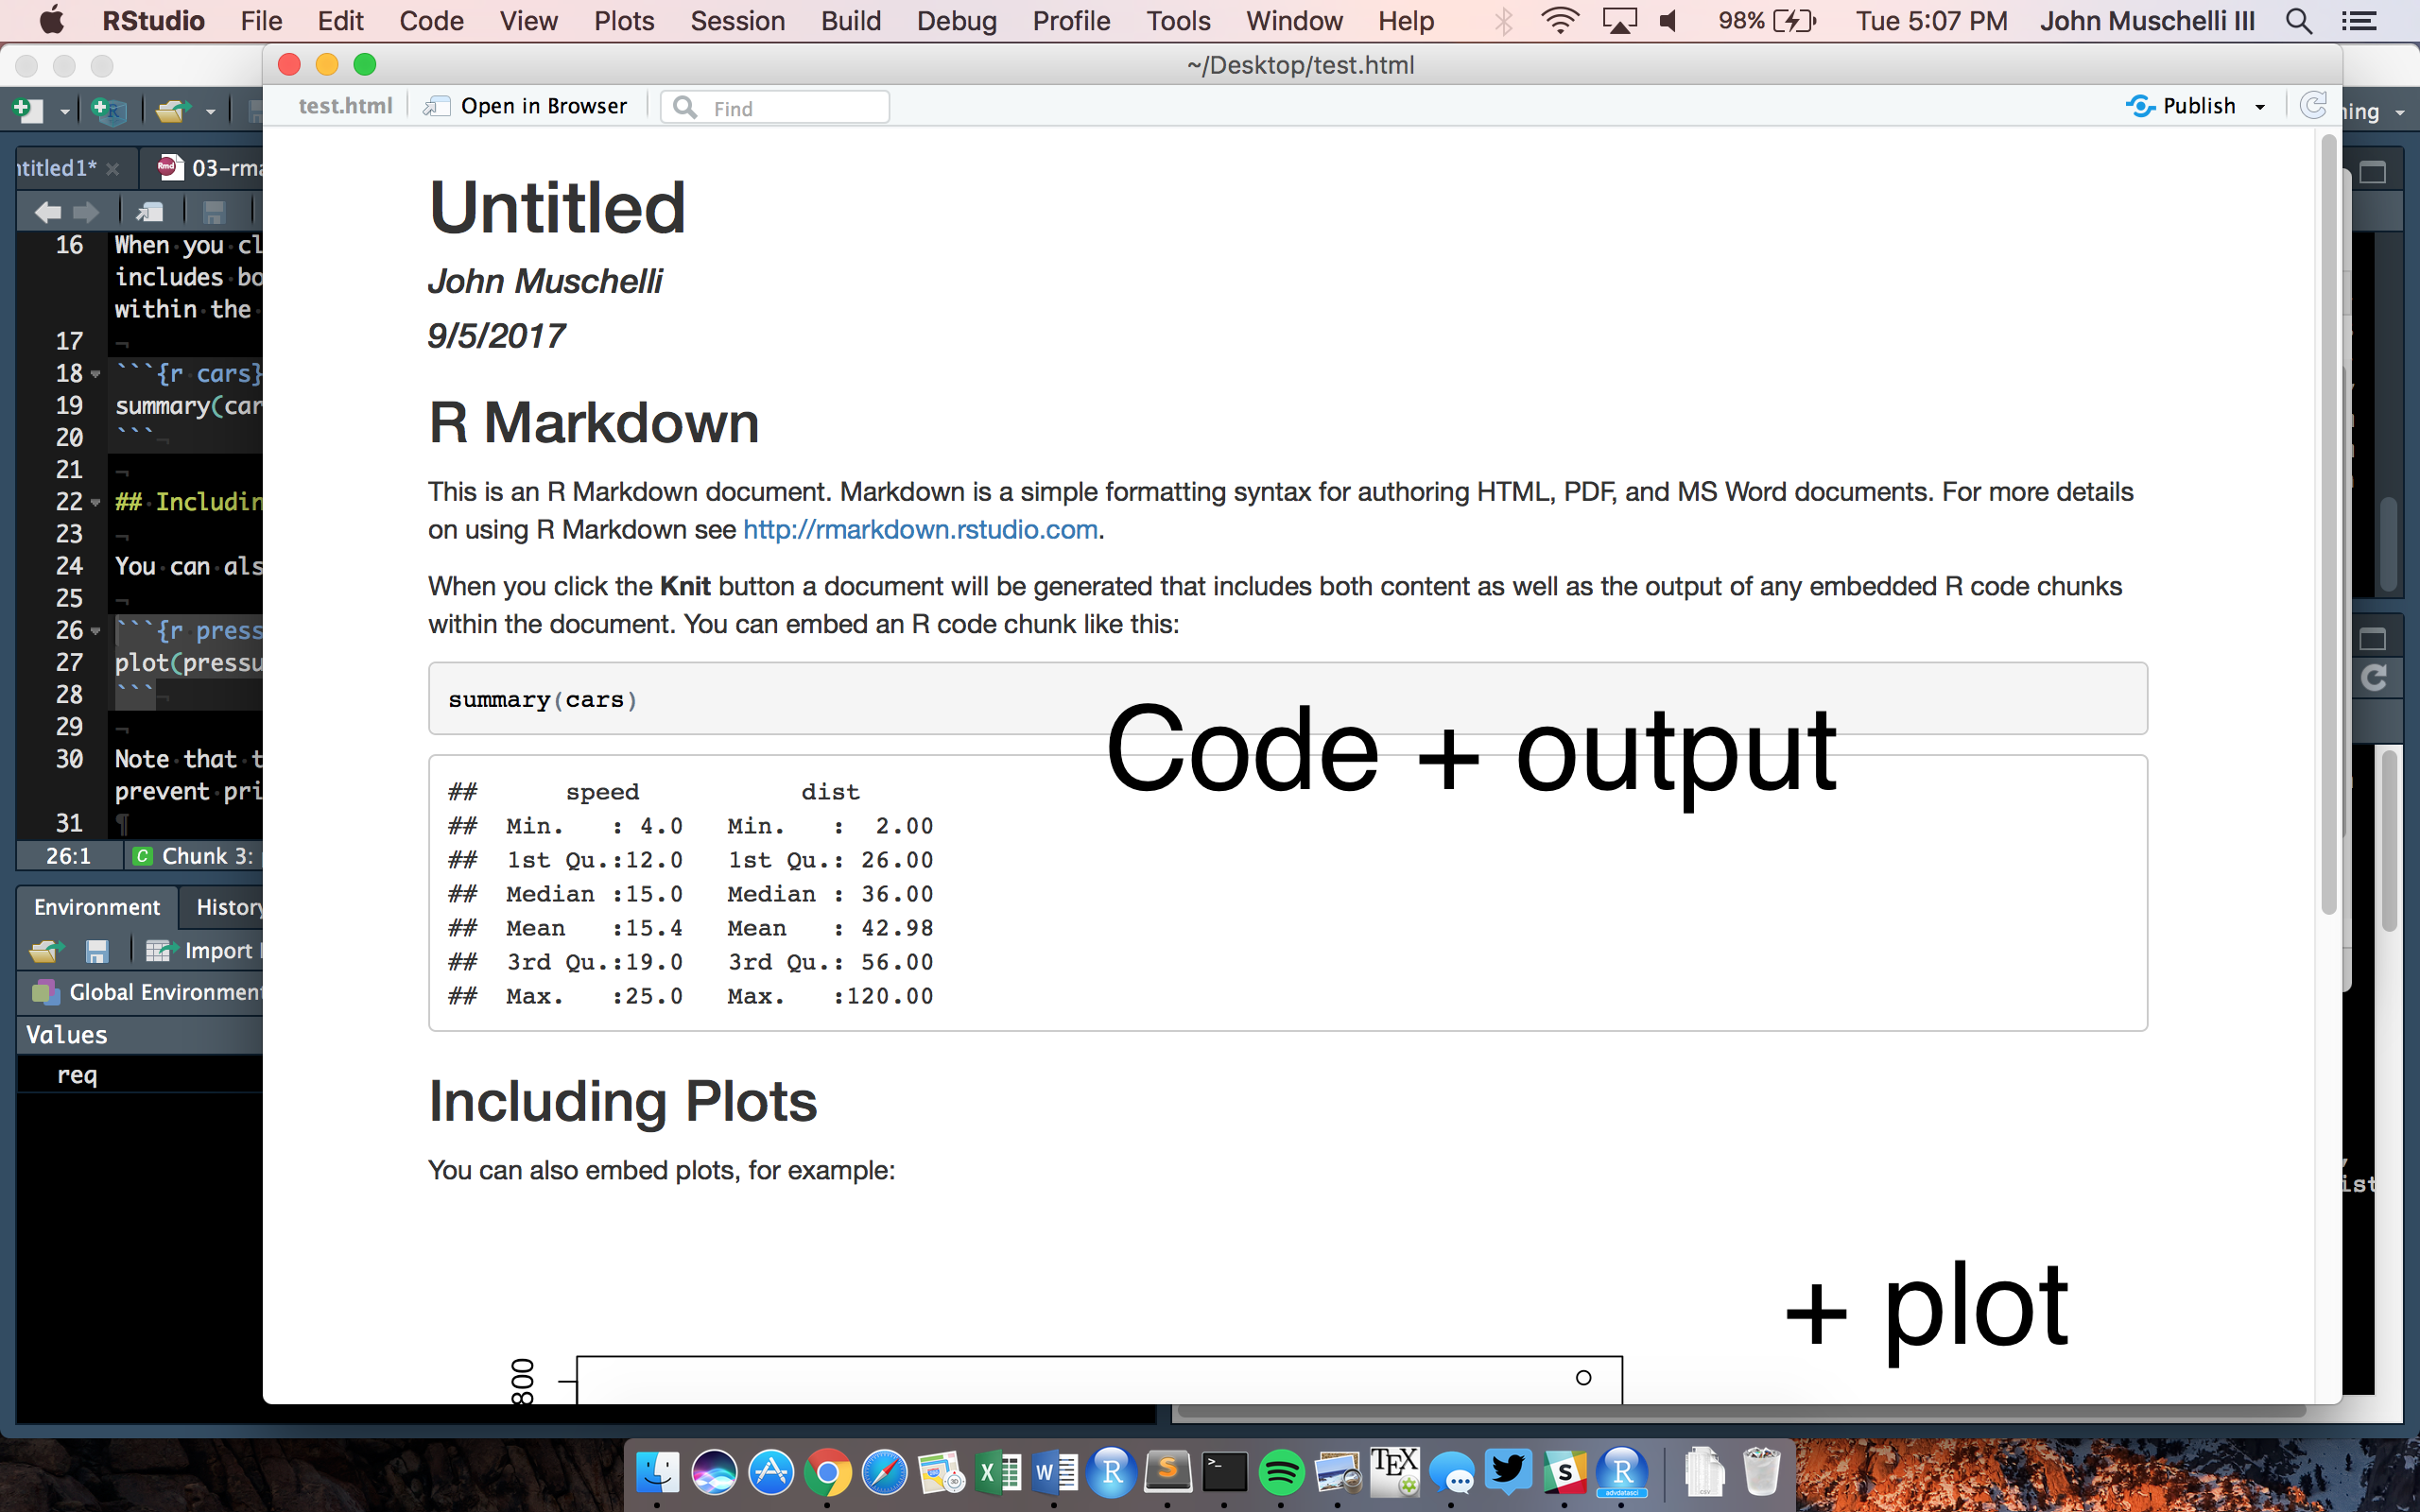 RStudio File Edit Code View Plots Session Build Debug Profile Tools Window Help 98% Tue 5:07 PM John Muschelli III
~/Desktop/test.html
test.html Open in Browser Find Publish
ntitled1* 03-rma
16 When you cl
includes bo
within the
17
18 ```{r cars}
19 summary(car
20 ```
21
22 ## Includin
23
24 You can als
25
26 ```{r press
27 plot(pressu
28 ```
29
30 Note that t
prevent pri
31
26:1 Chunk 3:
Environment History
Import
Global Environment
Values
req
Untitled
John Muschelli
9/5/2017
R Markdown
This is an R Markdown document. Markdown is a simple formatting syntax for authoring HTML, PDF, and MS Word documents. For more details
on using R Markdown see http://rmarkdown.rstudio.com.
When you click the Knit button a document will be generated that includes both content as well as the output of any embedded R code chunks
within the document. You can embed an R code chunk like this:
summary(cars)
Code + output
## speed dist
## Min. : 4.0 Min. : 2.00
## 1st Qu.:12.0 1st Qu.: 26.00
## Median :15.0 Median : 36.00
## Mean :15.4 Mean : 42.98
## 3rd Qu.:19.0 3rd Qu.: 56.00
## Max. :25.0 Max. :120.00
Including Plots
You can also embed plots, for example:
+ plot
800
ning
ist
TEX
advdatasci